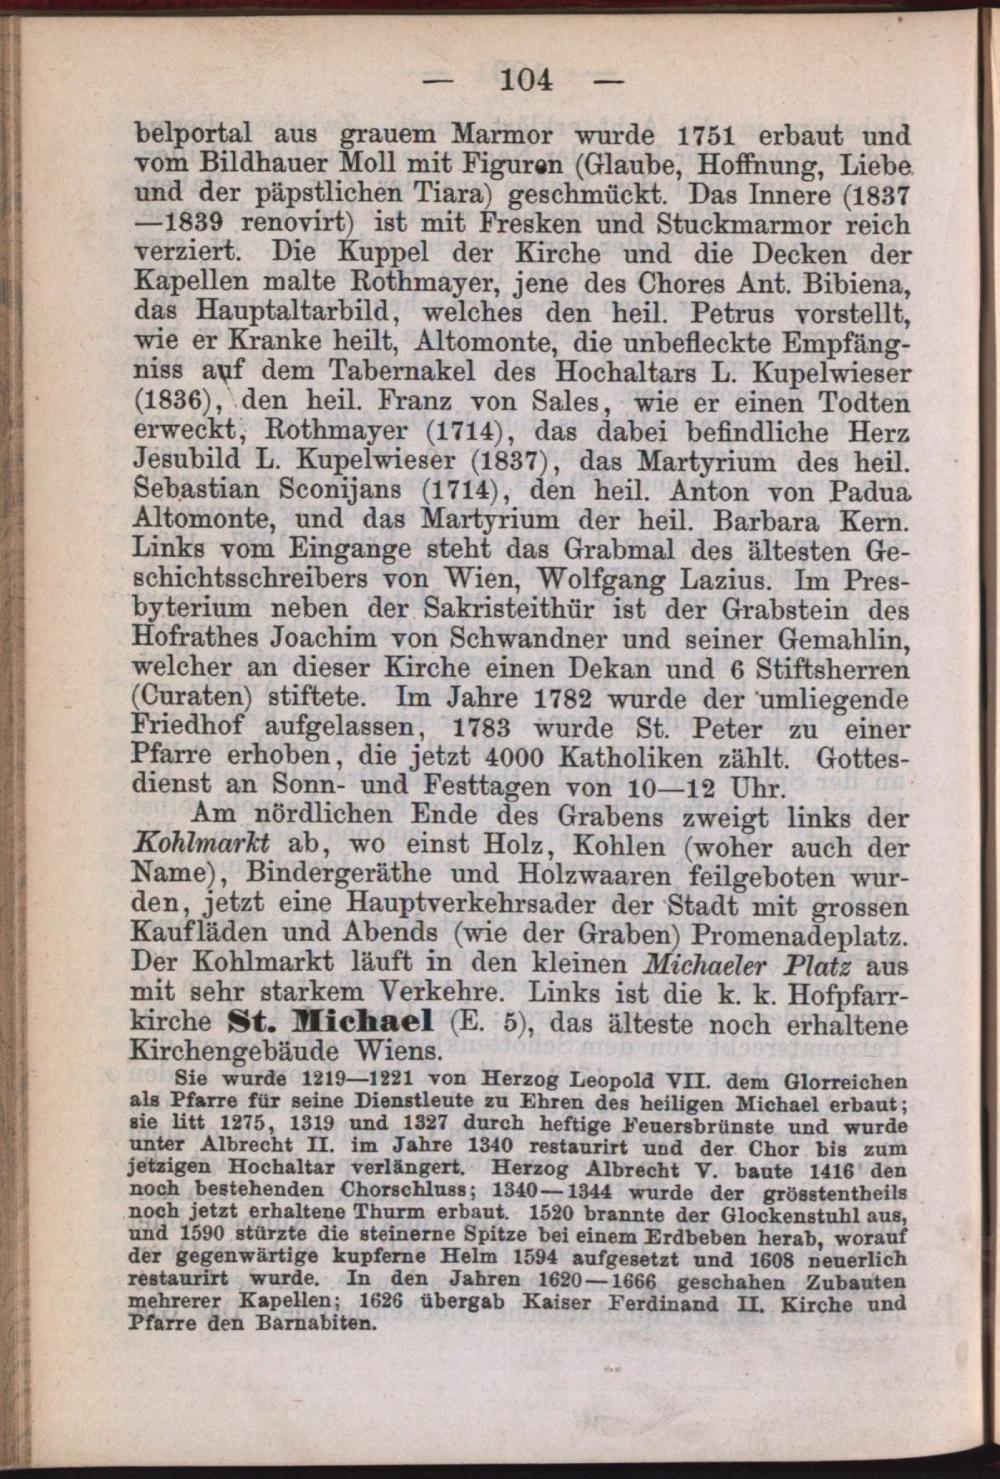 — 104 —
belportal aus grauem Marmor wurde 1751 erbaut und
vom Bildhauer Moll mit Figuren (Glaube, Hoffnung, Liebe
und der päpstlichen Tiara) geschmückt. Das Innere (1837
—1839 renovirt) ist mit Fresken und Stuckmarmor reich
verziert. Die Kuppel der Kirche und die Decken der
Kapellen malte Rothmayer, jene des Chores Ant. Bibiena,
das Hauptaltarbild, welches den heil. Petrus vorstellt,
wie er Kranke heilt, Altomonte, die unbefleckte Empfäng-
niss auf dem Tabernakel des Hochaltars L. Kupelwieser
(1836), den heil. Franz von Sales, wie er einen Todten
erweckt, Rothmayer (1714), das dabei befindliche Herz
Jesubild L. Kupelwieser (1837), das Martyrium des heil.
Sebastian Sconijans (1714), den heil. Anton von Padua
Altomonte, und das Martyrium der heil. Barbara Kern.
Links vom Eingange steht das Grabmal des ältesten Ge-
schichtsschreibers von Wien, Wolfgang Lazius. Im Pres-
byterium neben der Sakristeithür ist der Grabstein des
Hofrathes Joachim von Schwandner und seiner Gemahlin,
welcher an dieser Kirche einen Dekan und 6 Stiftsherren
(Curaten) stiftete. Im Jahre 1782 wurde der umliegende
Friedhof aufgelassen, 1783 wurde St. Peter zu einer
Pfarre erhoben, die jetzt 4000 Katholiken zählt. Gottes-
dienst an Sonn- und Festtagen von 10—12 Uhr.
Am nördlichen Ende des Grabens zweigt links der
Kohlmarkt ab, wo einst Holz, Kohlen (woher auch der
Name), Bindergeräthe und Holzwaaren feilgeboten wur-
den, jetzt eine Hauptverkehrsader der Stadt mit grossen
Kaufläden und Abends (wie der Graben) Promenadeplatz.
Der Kohlmarkt läuft in den kleinen Michaeler Platz aus
mit sehr starkem Verkehre. Links ist die k. k. Hofpfarr-
kirche St. Michael (E. 5), das älteste noch erhaltene
Kirchengebäude Wiens.
Sie wurde 1219—1221 von Herzog Leopold VII. dem Glorreichen
als Pfarre für seine Dienstleute zu Ehren des heiligen Michael erbaut;
sie litt 1275, 1319 und 1327 durch heftige Feuersbrünste und wurde
unter Albrecht II. im Jahre 1340 restaurirt und der Chor bis zum
jetzigen Hochaltar verlängert. Herzog Albrecht V. baute 1416 den
noch bestehenden Chorschluss; 1340—1344 wurde der grösstentheils
noch jetzt erhaltene Thurm erbaut. 1520 brannte der Glockenstuhl aus,
und 1590 stürzte die steinerne Spitze bei einem Erdbeben herab, worauf
der gegenwärtige kupferne Helm 1594 aufgesetzt und 1608 neuerlich
restaurirt wurde. In den Jahren 1620—1666 geschahen Zubauten
mehrerer Kapellen; 1626 übergab Kaiser Ferdinand II. Kirche und
Pfarre den Barnabiten.